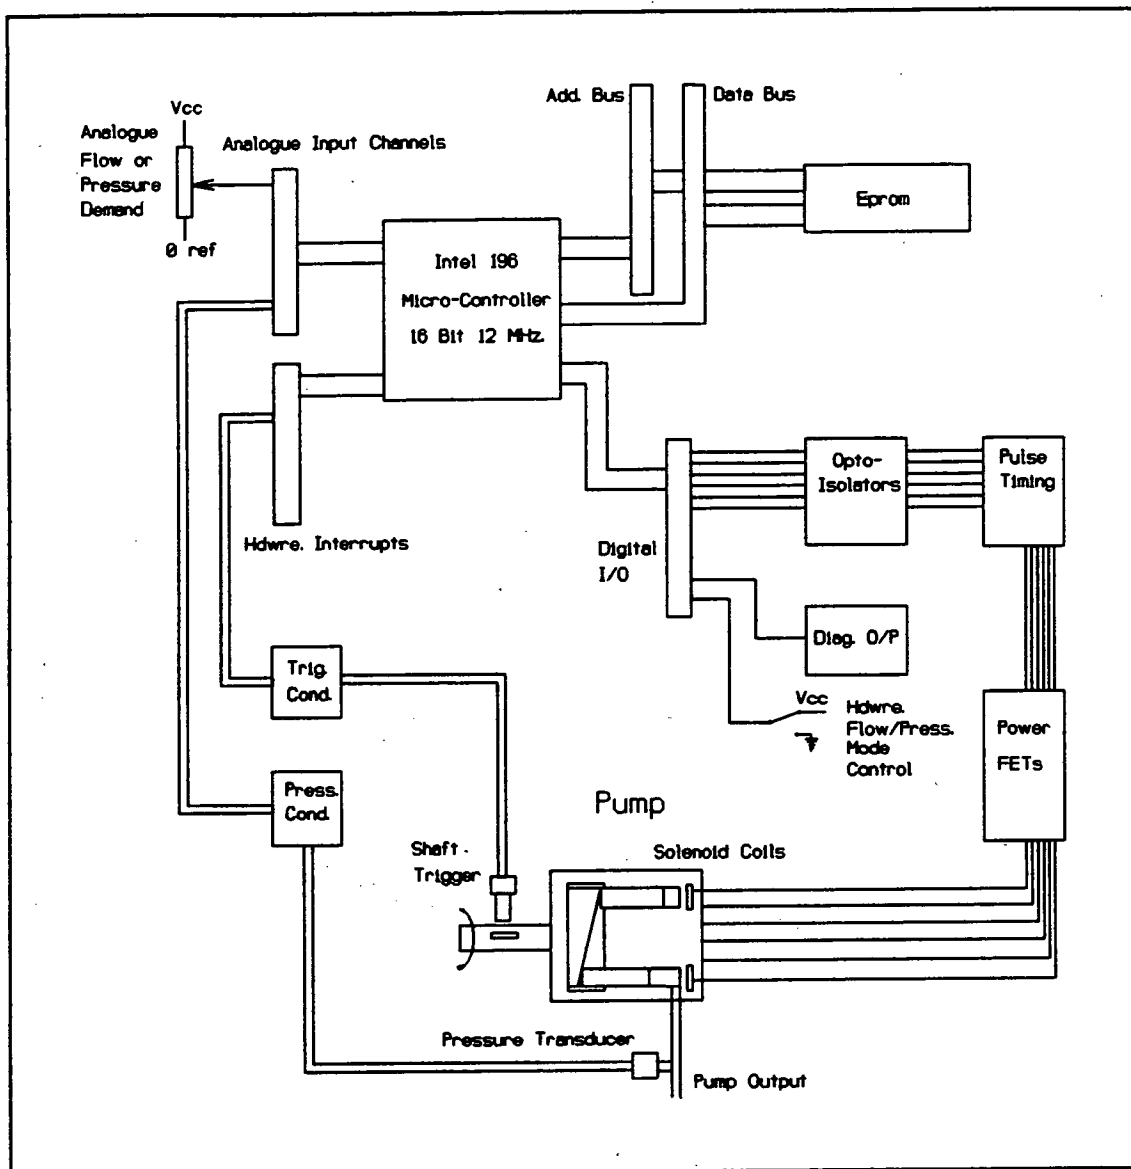 Add. Bus
Data Bus
Vcc
Analogue
Flow or
Pressure
Demand
0 ref
Analogue Input Channels
Eprom
Intel 196
Micro-Controller
16 Bit 12 MHz.
Hdwre. Interrupts
Opto-
Isolators
Pulse
Timing
Digital
I/O
Diag. O/P
Trig.
Cond.
Vcc
Hdwre.
Flow/Press.
Mode
Control
Power
FETs
Press.
Cond.
Pump
Shaft
Trigger
Solenoid Coils
Pressure Transducer
Pump Output